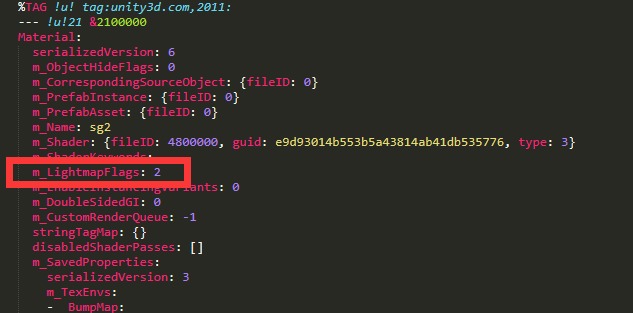 %TAG !u! tag:unity3d.com,2011:
--- !u!21 &2100000
Material:
serializedVersion: 6
m_ObjectHideFlags: 0
m_CorrespondingSourceObject: {fileID: 0}
m_PrefabInstance: {fileID: 0}
m_PrefabAsset: {fileID: 0}
m_Name: sg2
m_Shader: {fileID: 4800000, guid: e9d93014b553b5a43814ab41db535776, type: 3}
m_ShaderKeywords:
m_LightmapFlags: 2
m_EnableInstancingVariants: 0
m_DoubleSidedGI: 0
m_CustomRenderQueue: -1
stringTagMap: {}
disabledShaderPasses: []
m_SavedProperties:
serializedVersion: 3
m_TexEnvs:
- _BumpMap: